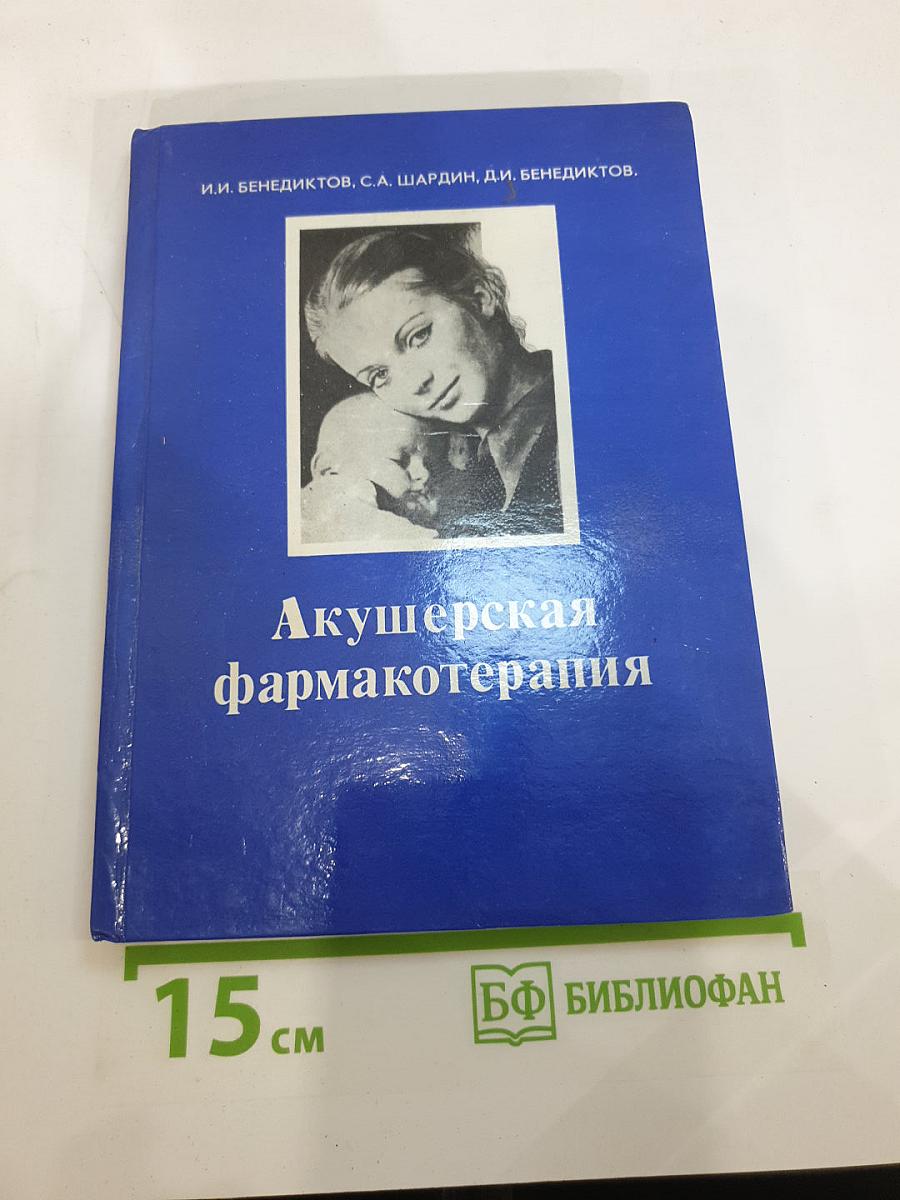 И.И. БЕНЕДИКТОВ, С.А. ШАРДИН, Д.И. БЕНЕДИКТОВ.
Акушерская
фармакотерапия
15 см
БФ БИБЛИОФАН